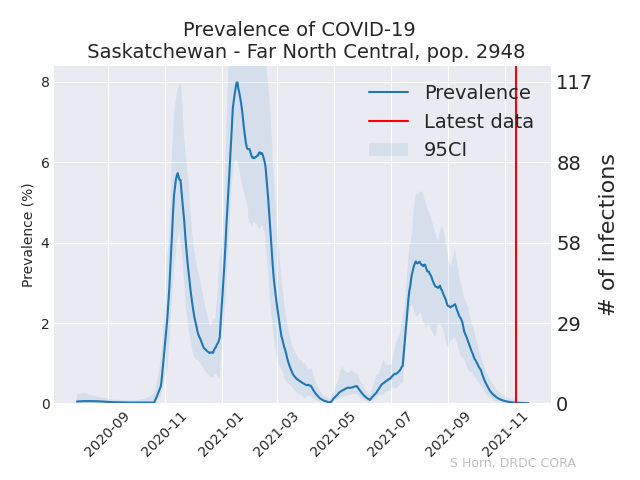 Prevalence of COVID-19
Saskatchewan - Far North Central, pop. 2948
Prevalence
Latest data
95CI
Prevalence (%)
8
6
4
2
0
117
88
58
29
0
# of infections
2020-09
2020-11
2021-01
2021-03
2021-05
2021-07
2021-09
2021-11
S Horn, DRDC CORA